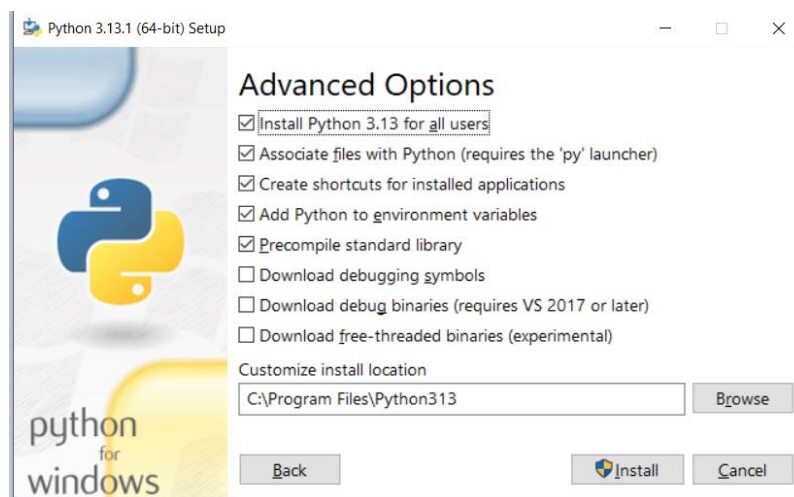 Python 3.13.1 (64-bit) Setup
Advanced Options
Install Python 3.13 for all users
Associate files with Python (requires the 'py' launcher)
Create shortcuts for installed applications
Add Python to environment variables
Precompile standard library
Download debugging symbols
Download debug binaries (requires VS 2017 or later)
Download free-threaded binaries (experimental)
Customize install location
C:\Program Files\Python313
Browse
python
for
windows
Back
Install
Cancel